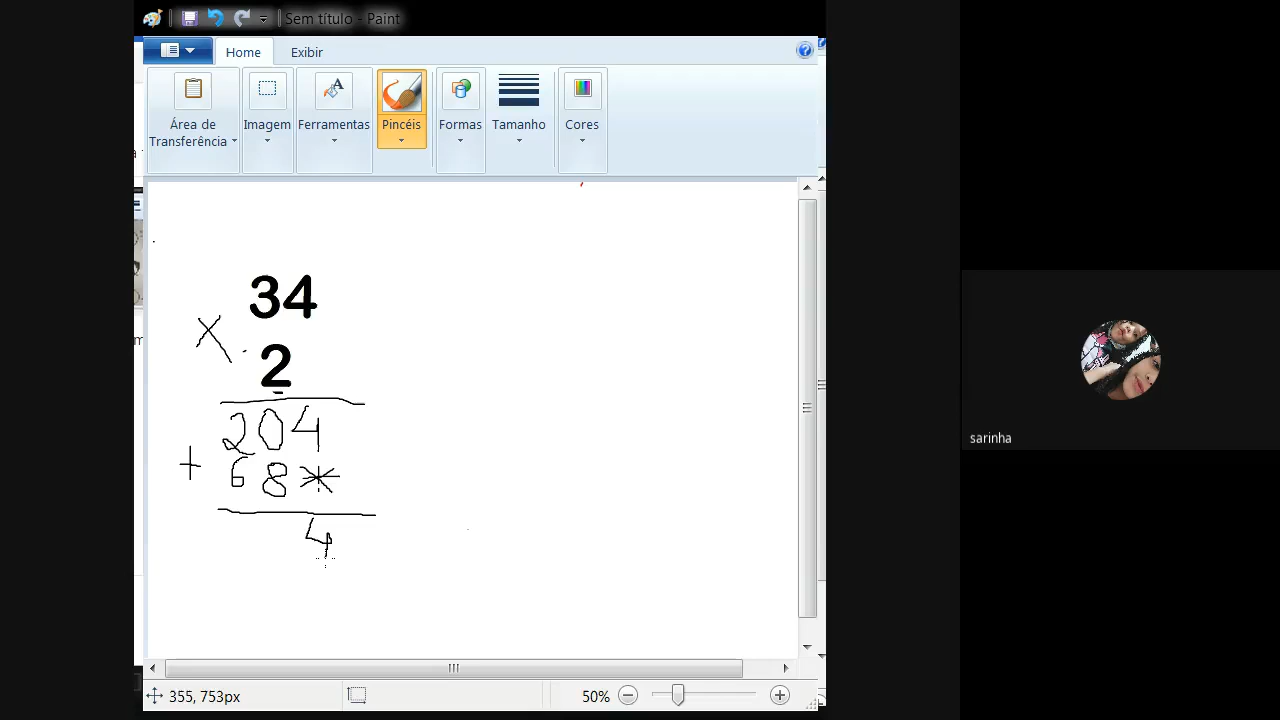 Sem título - Paint
Home Exibir
Área de Transferência Imagem Ferramentas Pincéis Formas Tamanho Cores
34
X 2
204
+ 68*
4
sarinha
355, 753px 50%